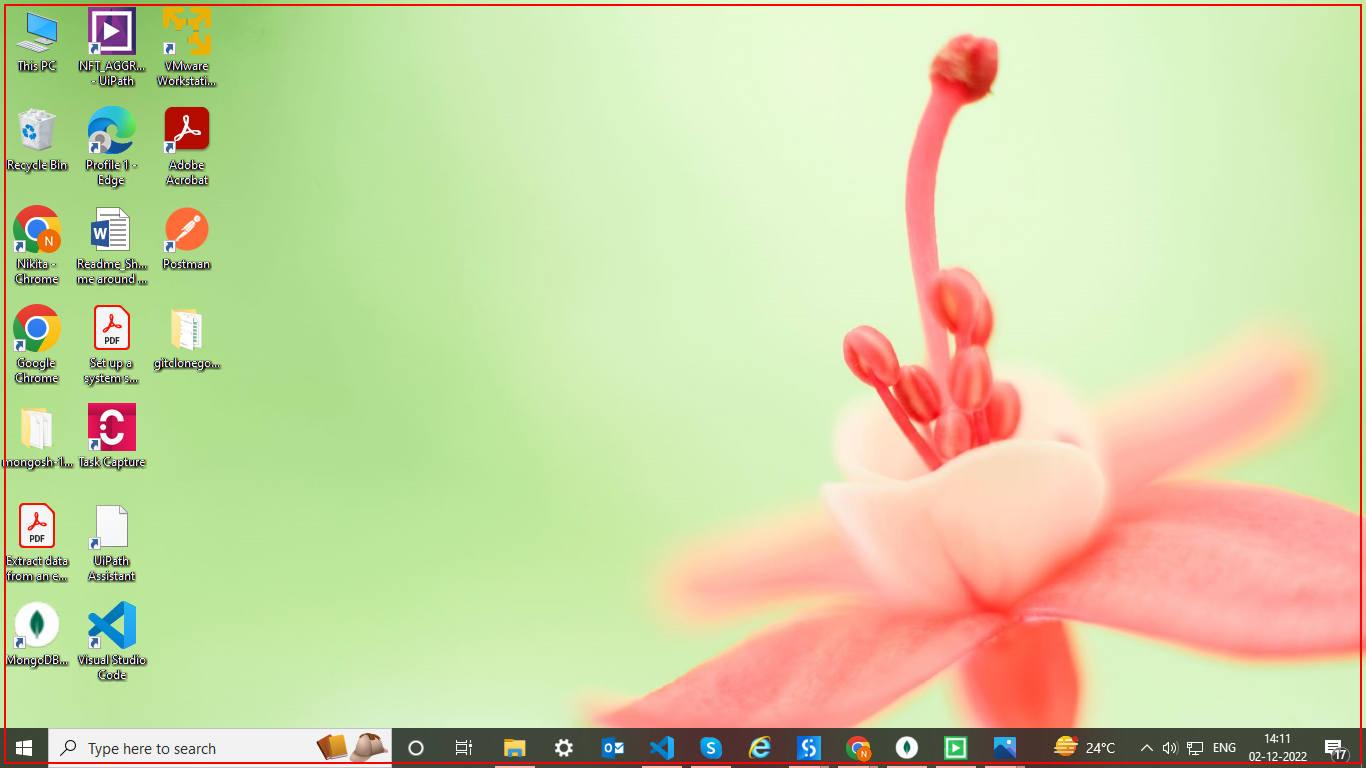 This PC
NFT_AGGR...
- UiPath
VMware
Workstati...
Recycle Bin
Profile 1 -
Edge
Adobe
Acrobat
N
Nikita -
Chrome
W
Readme_Sh...
me around ...
Postman
Google
Chrome
PDF
Set up a
system s...
gitclonego...
mongosh-1...
Task Capture
PDF
Extract data
from an e...
UiPath
Assistant
MongoDB...
Visual Studio
Code
Type here to search
N
24°C
ENG
14:11
02-12-2022
17